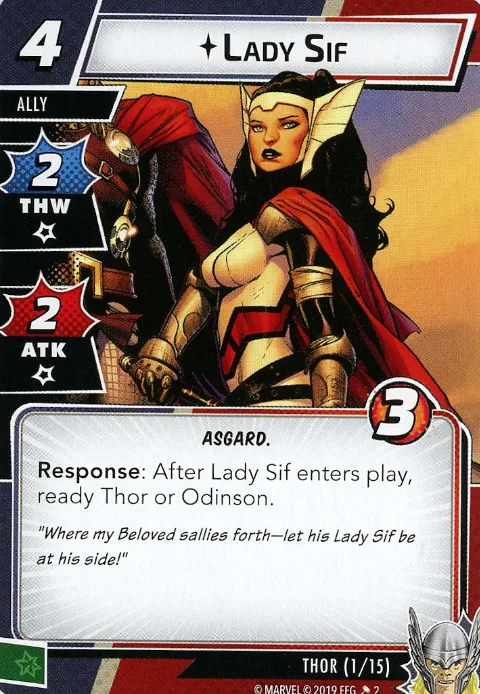 4
LADY SIF
ALLY
2
THW
2
ATK
3
ASGARD.
Response: After Lady Sif enters play,
ready Thor or Odinson.
"Where my Beloved sallies forth—let his Lady Sif be
at his side!"
THOR (1/15)
© MARVEL © 2019 FFG 2